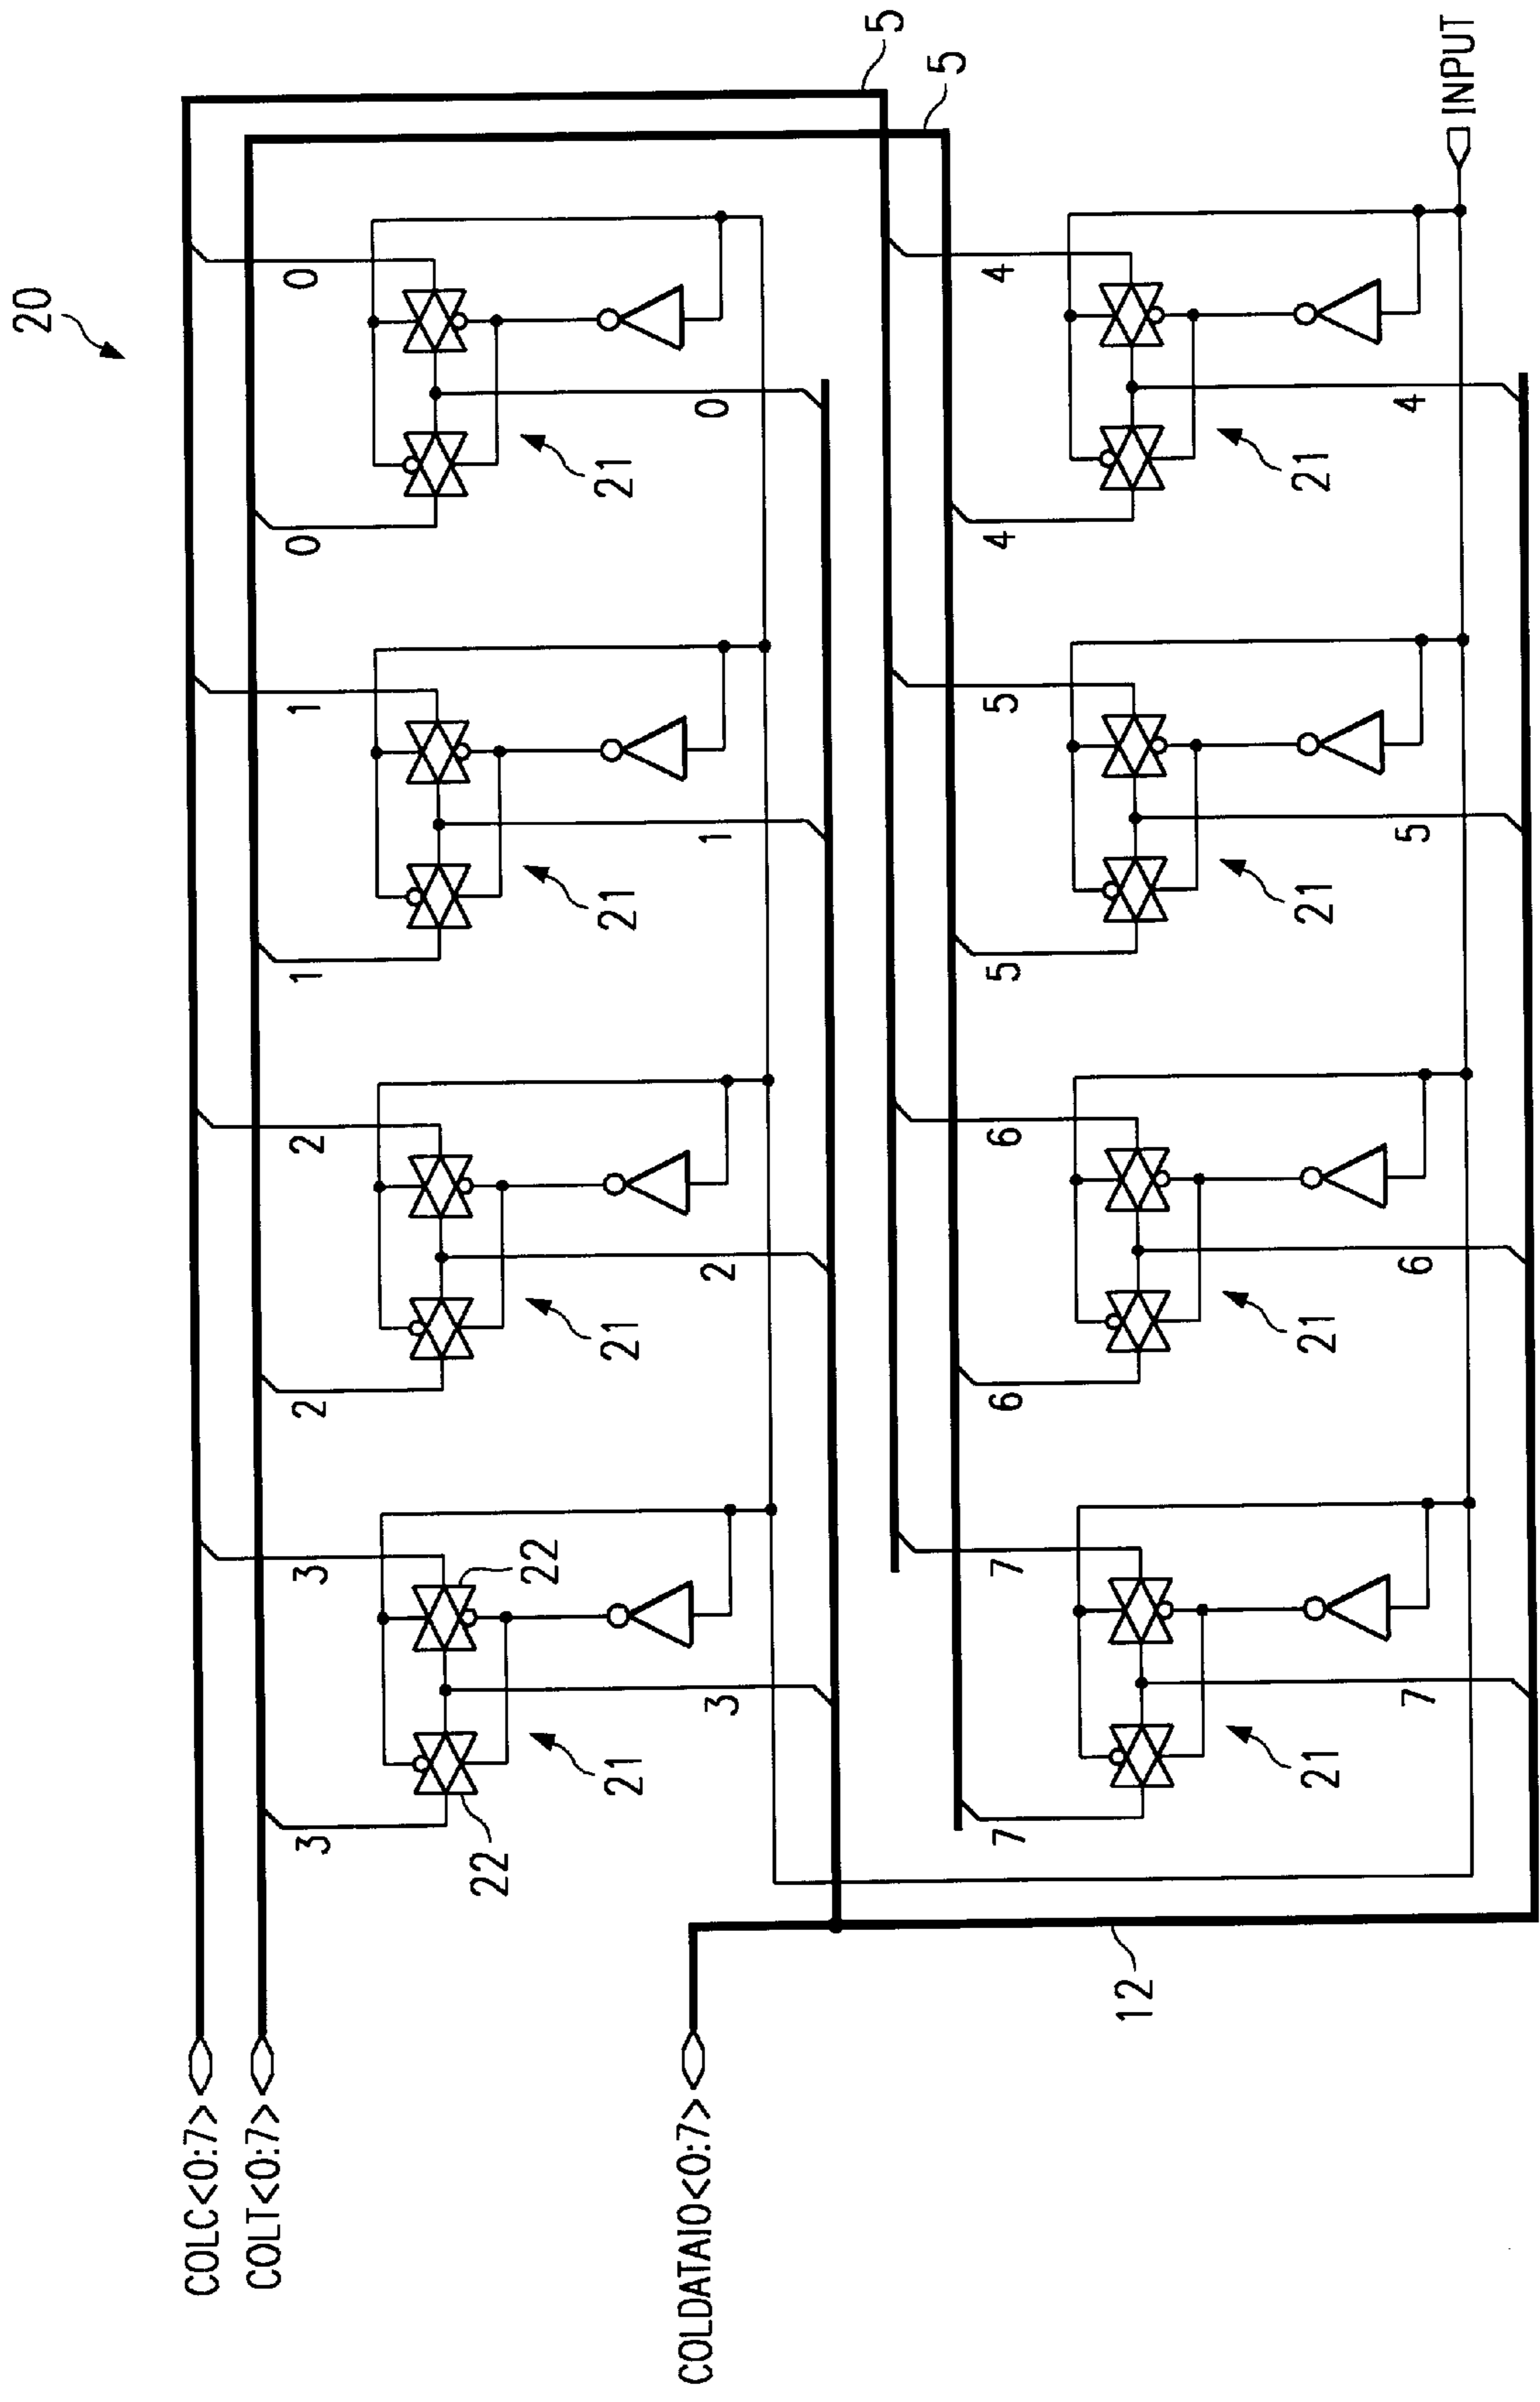 20
COLC<0:7>
COLT<0:7>
3 3 2 2 1 1 0 0
22
22
21 21 21 21
COLDATAIO<0:7>
3 2 1 0
5
5
7 7 6 6 5 5 4 4
12
21 21 21 21
7 6 5 4
INPUT